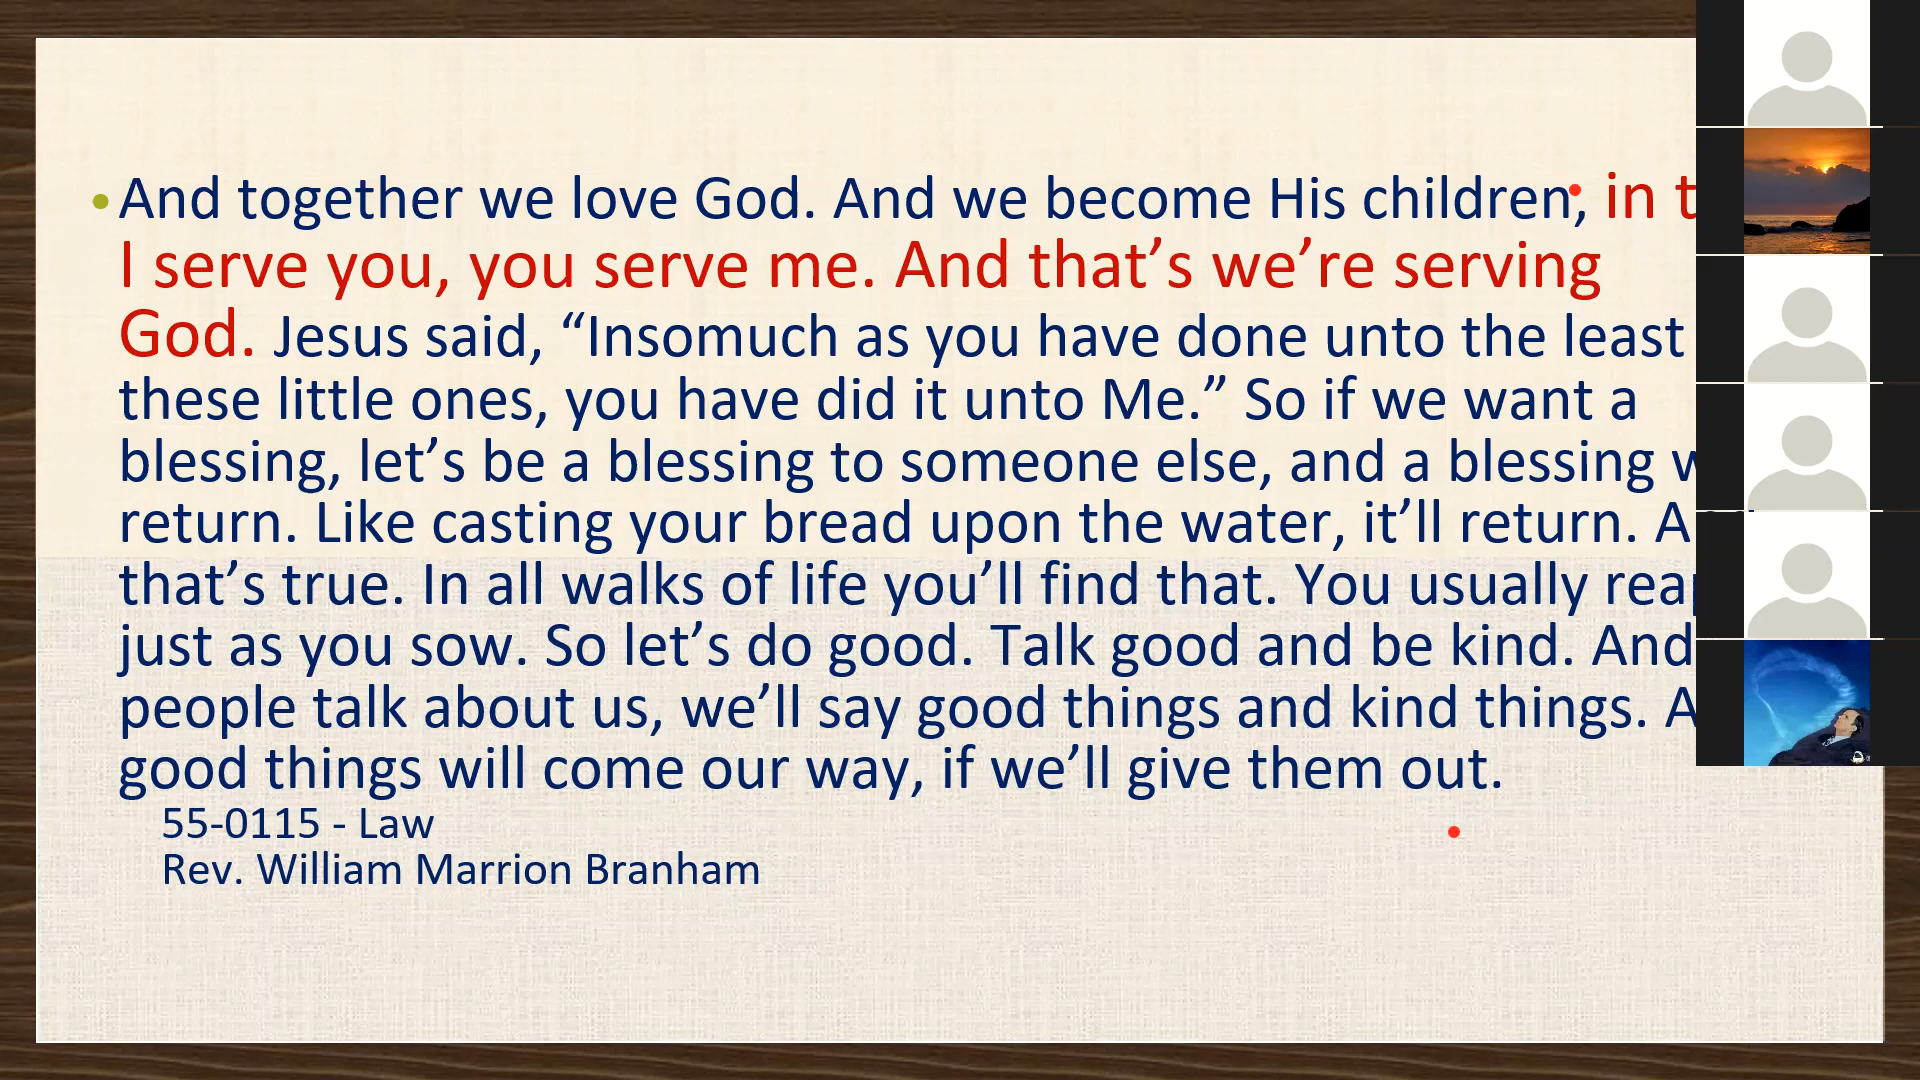 • And together we love God. And we become His children, in
I serve you, you serve me. And that’s we’re serving
God. Jesus said, “Insomuch as you have done unto the least
these little ones, you have did it unto Me.” So if we want a
blessing, let’s be a blessing to someone else, and a blessing
return. Like casting your bread upon the water, it’ll return.
that’s true. In all walks of life you’ll find that. You usually
just as you sow. So let’s do good. Talk good and be kind. And
people talk about us, we’ll say good things and kind things.
good things will come our way, if we’ll give them out.
55-0115 - Law
Rev. William Marrion Branham